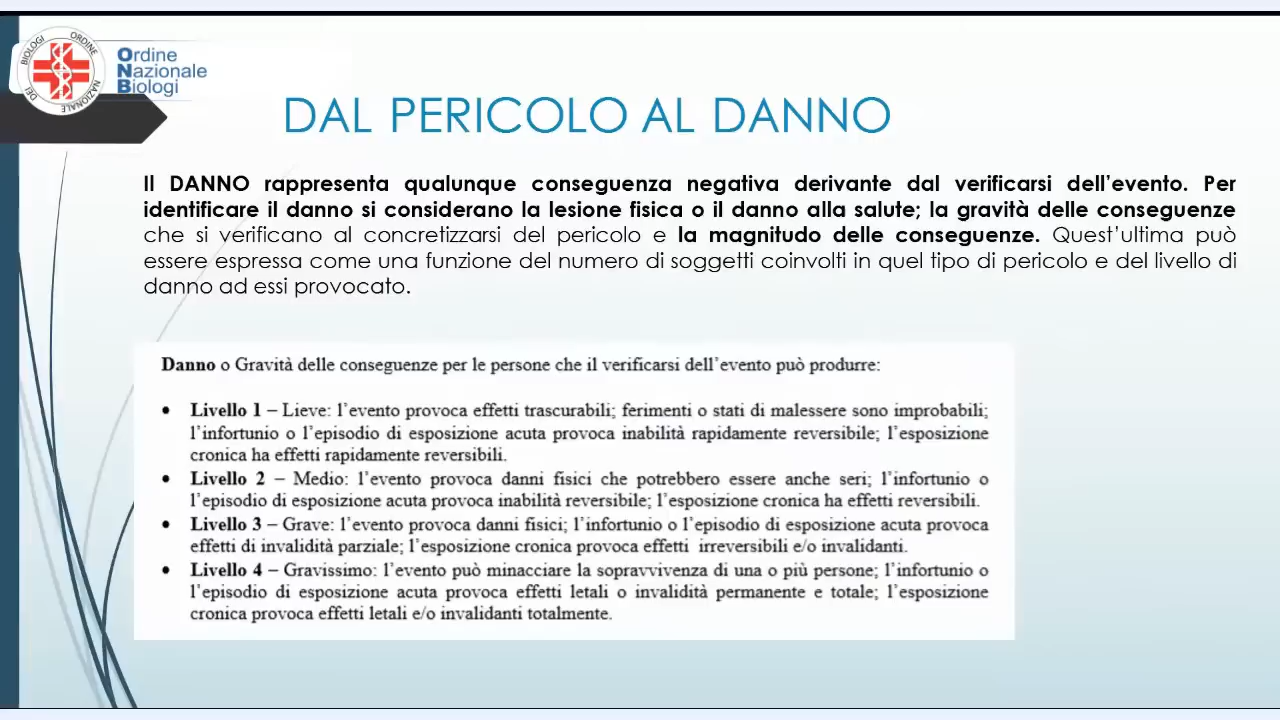 BIOLOGI ORDINE NAZIONALE DEI
Ordine
Nazionale
Biologi
DAL PERICOLO AL DANNO
Il DANNO rappresenta qualunque conseguenza negativa derivante dal verificarsi dell'evento. Per
identificare il danno si considerano la lesione fisica o il danno alla salute; la gravità delle conseguenze
che si verificano al concretizzarsi del pericolo e la magnitudo delle conseguenze. Quest'ultima può
essere espressa come una funzione del numero di soggetti coinvolti in quel tipo di pericolo e del livello di
danno ad essi provocato.
Danno o Gravità delle conseguenze per le persone che il verificarsi dell'evento può produrre:
• Livello 1 – Lieve: l'evento provoca effetti trascurabili; ferimenti o stati di malessere sono improbabili;
l'infortunio o l'episodio di esposizione acuta provoca inabilità rapidamente reversibile; l'esposizione
cronica ha effetti rapidamente reversibili.
• Livello 2 – Medio: l'evento provoca danni fisici che potrebbero essere anche seri; l'infortunio o
l'episodio di esposizione acuta provoca inabilità reversibile; l'esposizione cronica ha effetti reversibili.
• Livello 3 – Grave: l'evento provoca danni fisici; l'infortunio o l'episodio di esposizione acuta provoca
effetti di invalidità parziale; l'esposizione cronica provoca effetti irreversibili e/o invalidanti.
• Livello 4 – Gravissimo: l'evento può minacciare la sopravvivenza di una o più persone; l'infortunio o
l'episodio di esposizione acuta provoca effetti letali o invalidità permanente e totale; l'esposizione
cronica provoca effetti letali e/o invalidanti totalmente.